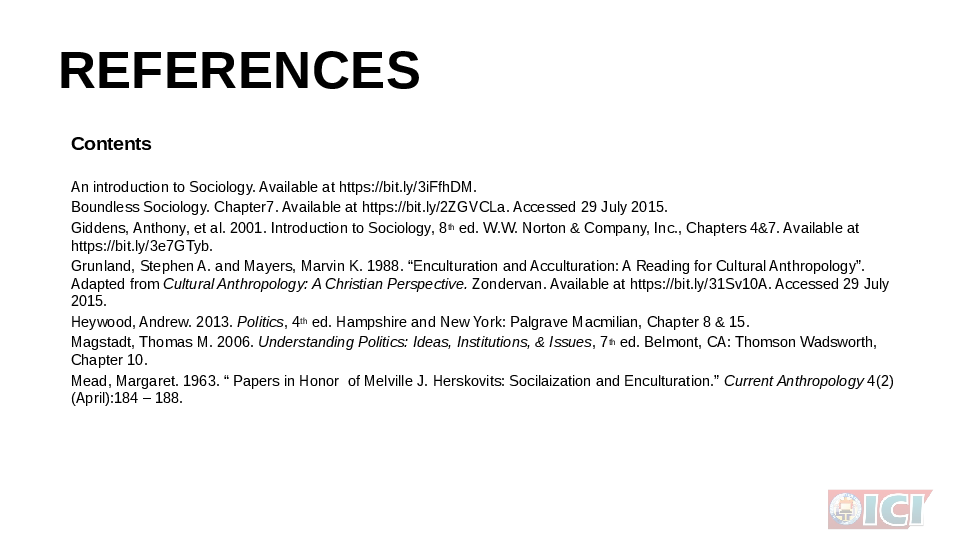 REFERENCES
Contents
An introduction to Sociology. Available at https://bit.ly/3iFfhDM.
Boundless Sociology. Chapter7. Available at https://bit.ly/2ZGVCLa. Accessed 29 July 2015.
Giddens, Anthony, et al. 2001. Introduction to Sociology, 8th ed. W.W. Norton & Company, Inc., Chapters 4&7. Available at
https://bit.ly/3e7GTyb.
Grunland, Stephen A. and Mayers, Marvin K. 1988. “Enculturation and Acculturation: A Reading for Cultural Anthropology”.
Adapted from Cultural Anthropology: A Christian Perspective. Zondervan. Available at https://bit.ly/31Sv10A. Accessed 29 July
2015.
Heywood, Andrew. 2013. Politics, 4th ed. Hampshire and New York: Palgrave Macmilian, Chapter 8 & 15.
Magstadt, Thomas M. 2006. Understanding Politics: Ideas, Institutions, & Issues, 7th ed. Belmont, CA: Thomson Wadsworth,
Chapter 10.
Mead, Margaret. 1963. “ Papers in Honor  of Melville J. Herskovits: Socilaization and Enculturation.” Current Anthropology 4(2)
(April):184 – 188.
ICI